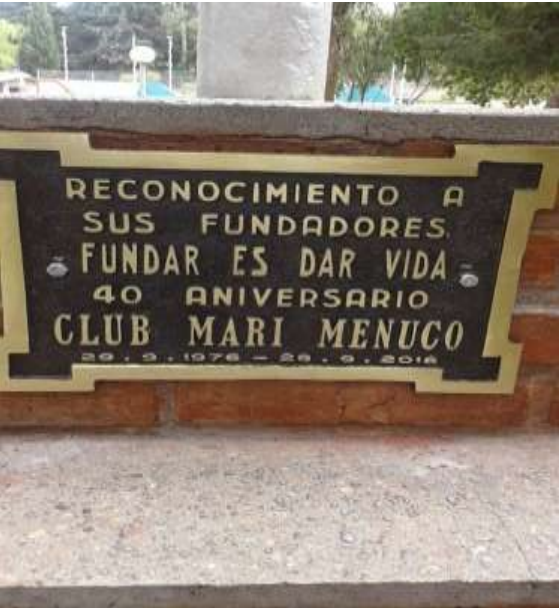 RECONOCIMIENTO A
SUS FUNDADORES.
FUNDAR ES DAR VIDA
40 ANIVERSARIO
CLUB MARI MENUCO
29.9.1976 - 29.9.2016